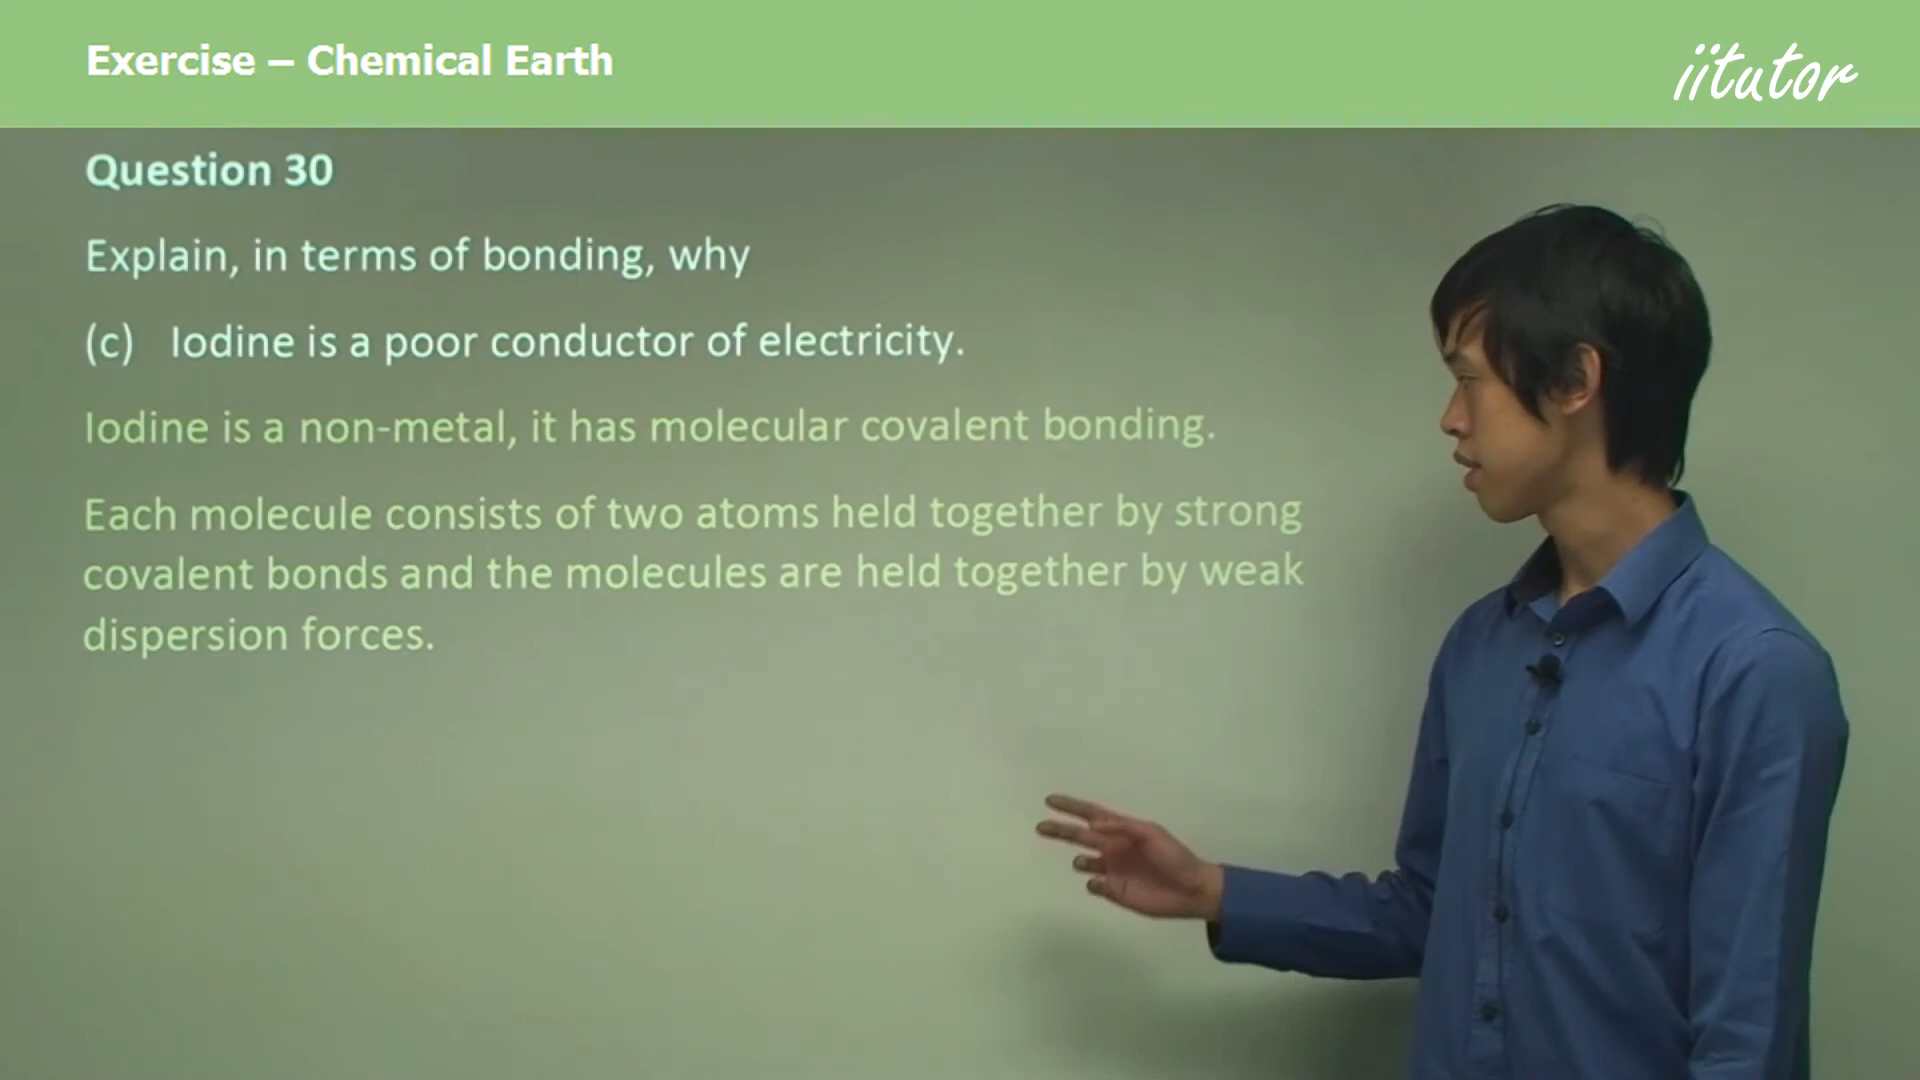 Exercise – Chemical Earth
iitutor
Question 30
Explain, in terms of bonding, why
(c) Iodine is a poor conductor of electricity.
Iodine is a non-metal, it has molecular covalent bonding.
Each molecule consists of two atoms held together by strong
covalent bonds and the molecules are held together by weak
dispersion forces.